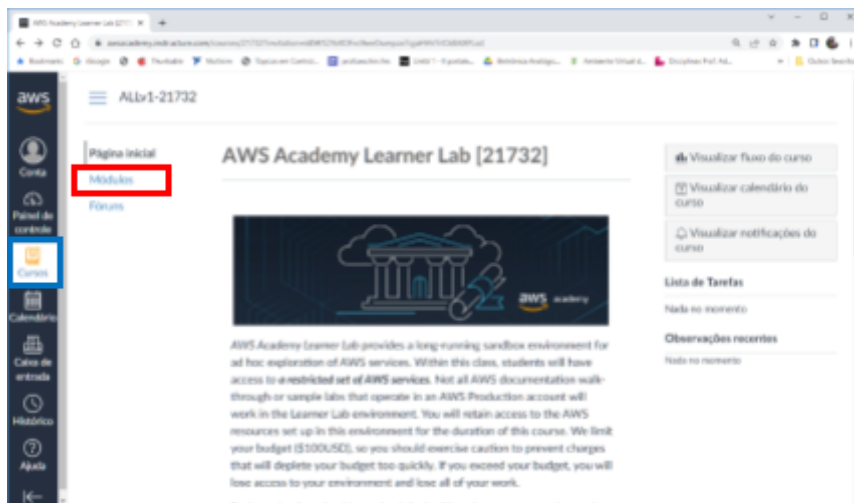 AWS Academy Learner Lab [21732]
aws
ALLv1-21732
Conta
Painel de
controle
Cursos
Calendário
Caixa de
entrada
Histórico
Ajuda
Página inicial
Módulos
Fóruns
AWS Academy Learner Lab [21732]
aws academy
AWS Academy Learner Lab provides a long-running sandbox environment for
ad hoc exploration of AWS services. Within this class, students will have
access to a restricted set of AWS services. Not all AWS documentation walk-
through or sample labs that operate in an AWS Production account will
work in the Learner Lab environment. You will retain access to the AWS
resources set up in this environment for the duration of this course. We limit
your budget ($100USD), so you should exercise caution to prevent charges
that will deplete your budget too quickly. If you exceed your budget, you will
lose access to your environment and lose all of your work.
Visualizar fluxo do curso
Visualizar calendário do
curso
Visualizar notificações do
curso
Lista de Tarefas
Nada no momento
Observações recentes
Nada no momento